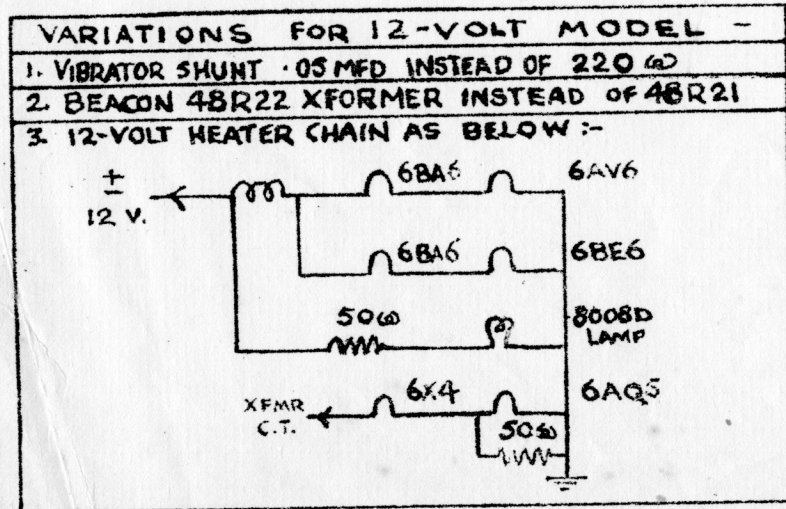 VARIATIONS FOR 12-VOLT MODEL -
1. VIBRATOR SHUNT .05 MFD INSTEAD OF 220 ω
2. BEACON 48R22 XFORMER INSTEAD OF 48R21
3. 12-VOLT HEATER CHAIN AS BELOW :-
± 12 V.
6BA6 6AV6
6BA6 6BE6
50ω 8008D
LAMP
XFMR
C.T.
6X4 6AQ5
50ω